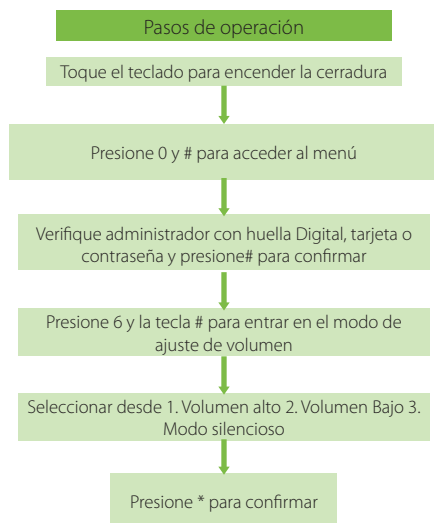 Pasos de operación
Toque el teclado para encender la cerradura
Presione 0 y # para acceder al menú
Verifique administrador con huella Digital, tarjeta o
contraseña y presione# para confirmar
Presione 6 y la tecla # para entrar en el modo de
ajuste de volumen
Seleccionar desde 1. Volumen alto 2. Volumen Bajo 3.
Modo silencioso
Presione * para confirmar